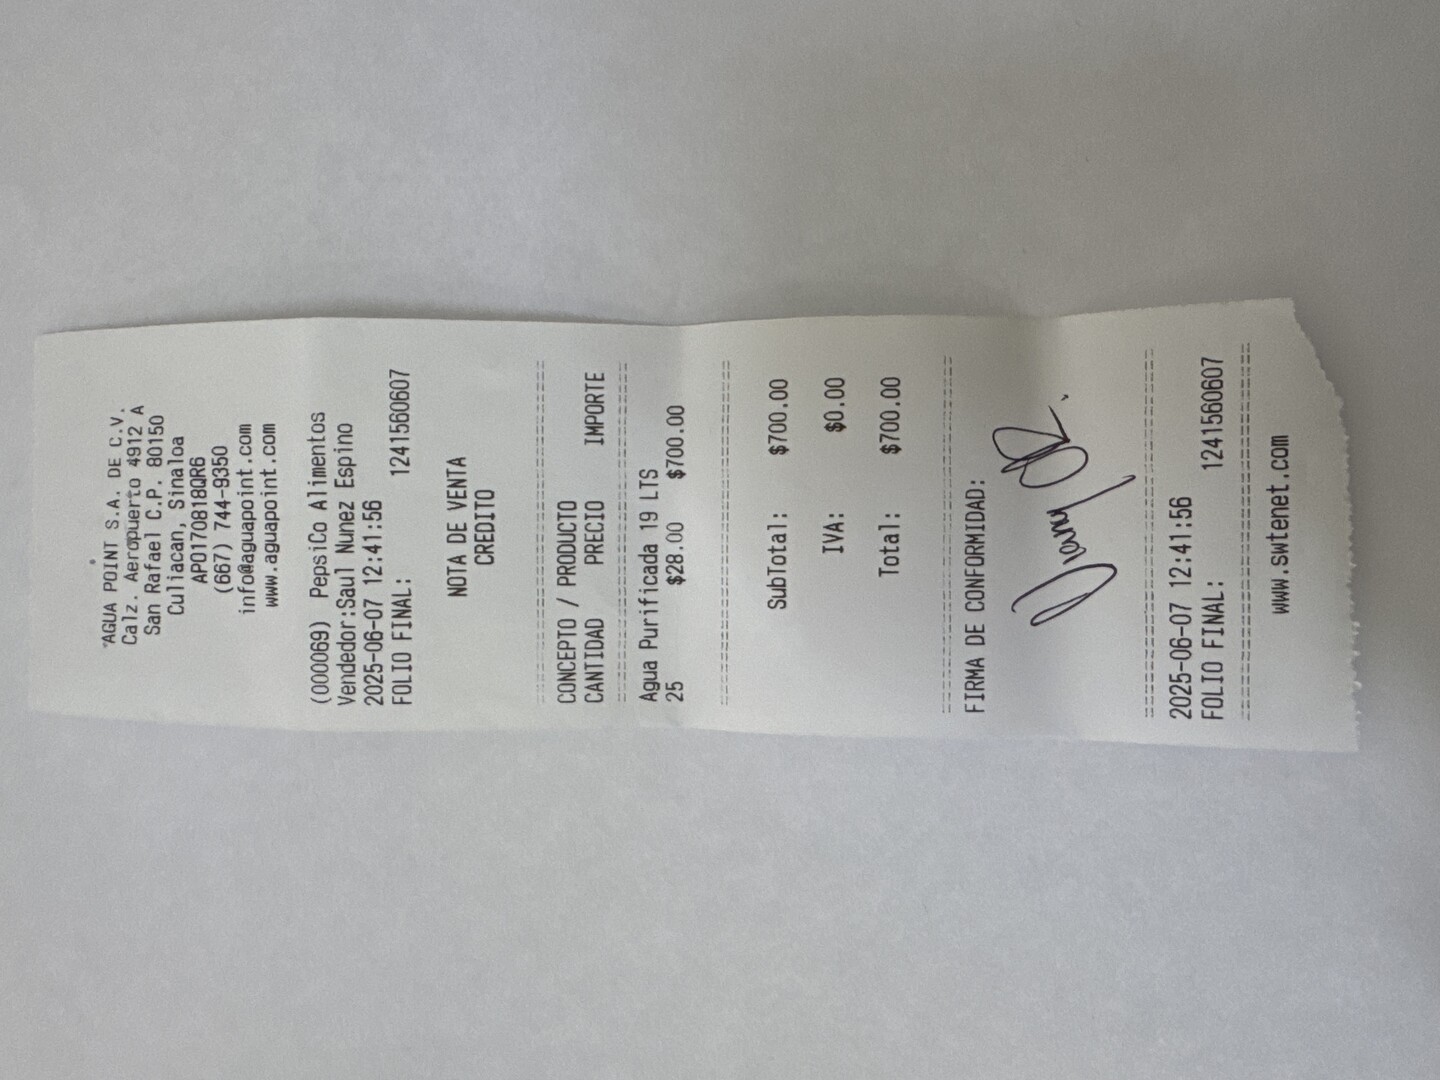 AGUA POINT S.A. DE C.V.
Calz. Aeropuerto 4912 A
San Rafael C.P. 80150
Culiacan, Sinaloa
APO170818QR6
(667) 744-9350
info@aguapoint.com
www.aguapoint.com
(000069) PepsiCo Alimentos
Vendedor:Saul Nunez Espino
2025-06-07 12:41:56
FOLIO FINAL: 1241560607
NOTA DE VENTA
CREDITO
CONCEPTO / PRODUCTO
CANTIDAD PRECIO IMPORTE
Agua Purificada 19 LTS
25 $28.00 $700.00
SubTotal: $700.00
IVA: $0.00
Total: $700.00
FIRMA DE CONFORMIDAD:
2025-06-07 12:41:56
FOLIO FINAL: 1241560607
www.swtenet.com